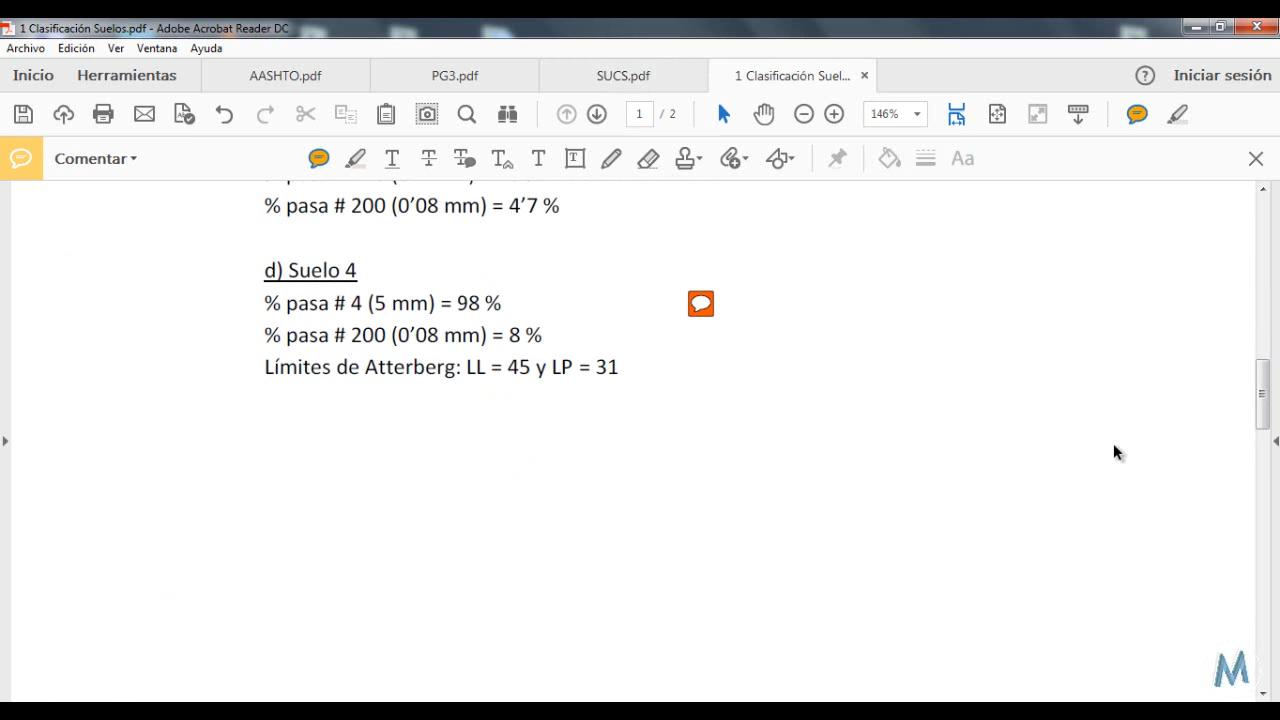 1 Clasificación Suelos.pdf - Adobe Acrobat Reader DC
Archivo Edición Ver Ventana Ayuda
Inicio Herramientas AASHTO.pdf PG3.pdf SUCS.pdf 1 Clasificación Suel... Iniciar sesión
1 / 2 146%
Comentar
% pasa # 200 (0’08 mm) = 4’7 %
d) Suelo 4
% pasa # 4 (5 mm) = 98 %
% pasa # 200 (0’08 mm) = 8 %
Límites de Atterberg: LL = 45 y LP = 31
M